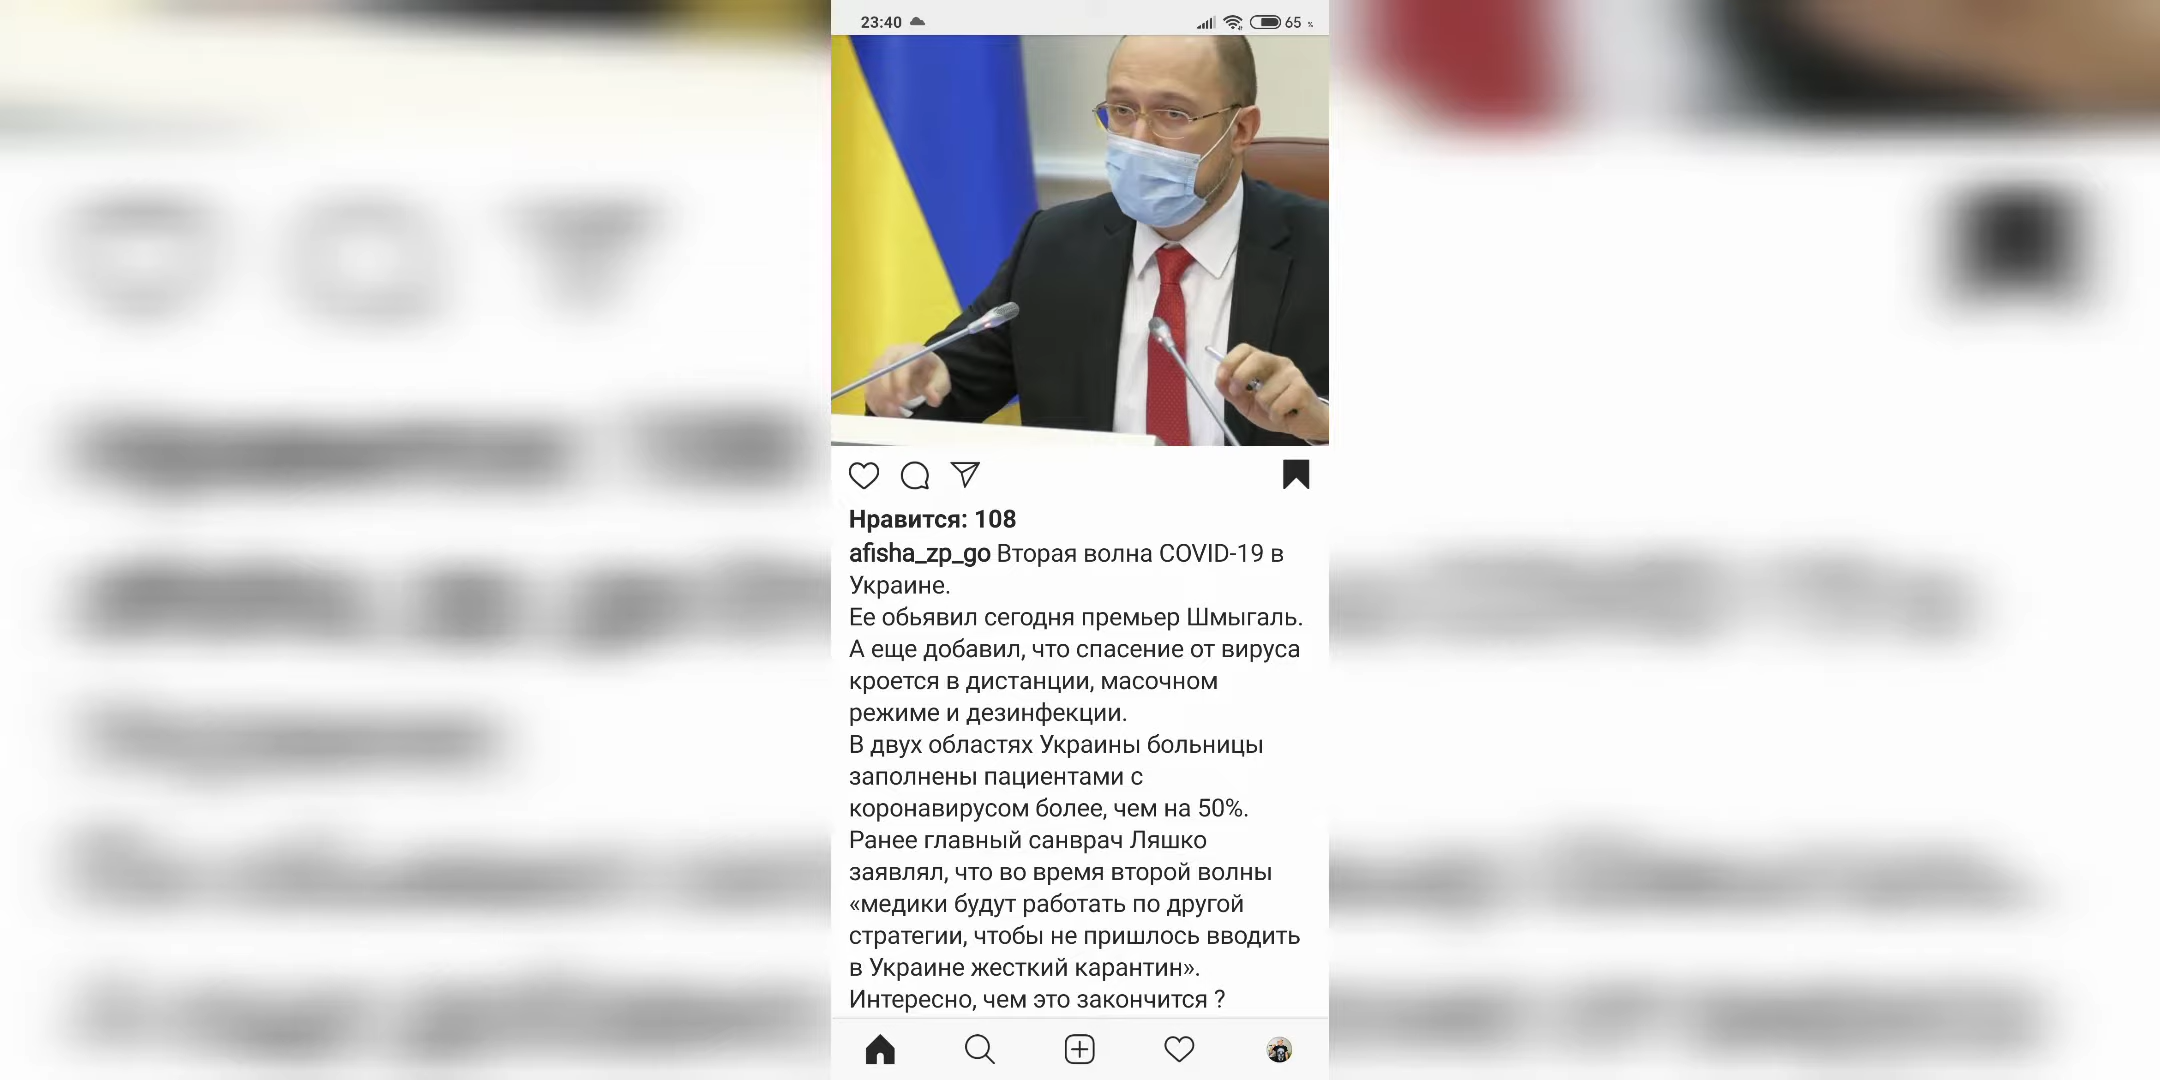 23:40
65 %
Нравится: 108
afisha_zp_go Вторая волна COVID-19 в
Украине.
Ее обьявил сегодня премьер Шмыгаль.
А еще добавил, что спасение от вируса
кроется в дистанции, масочном
режиме и дезинфекции.
В двух областях Украины больницы
заполнены пациентами с
коронавирусом более, чем на 50%.
Ранее главный санврач Ляшко
заявлял, что во время второй волны
«медики будут работать по другой
стратегии, чтобы не пришлось вводить
в Украине жесткий карантин».
Интересно, чем это закончится ?